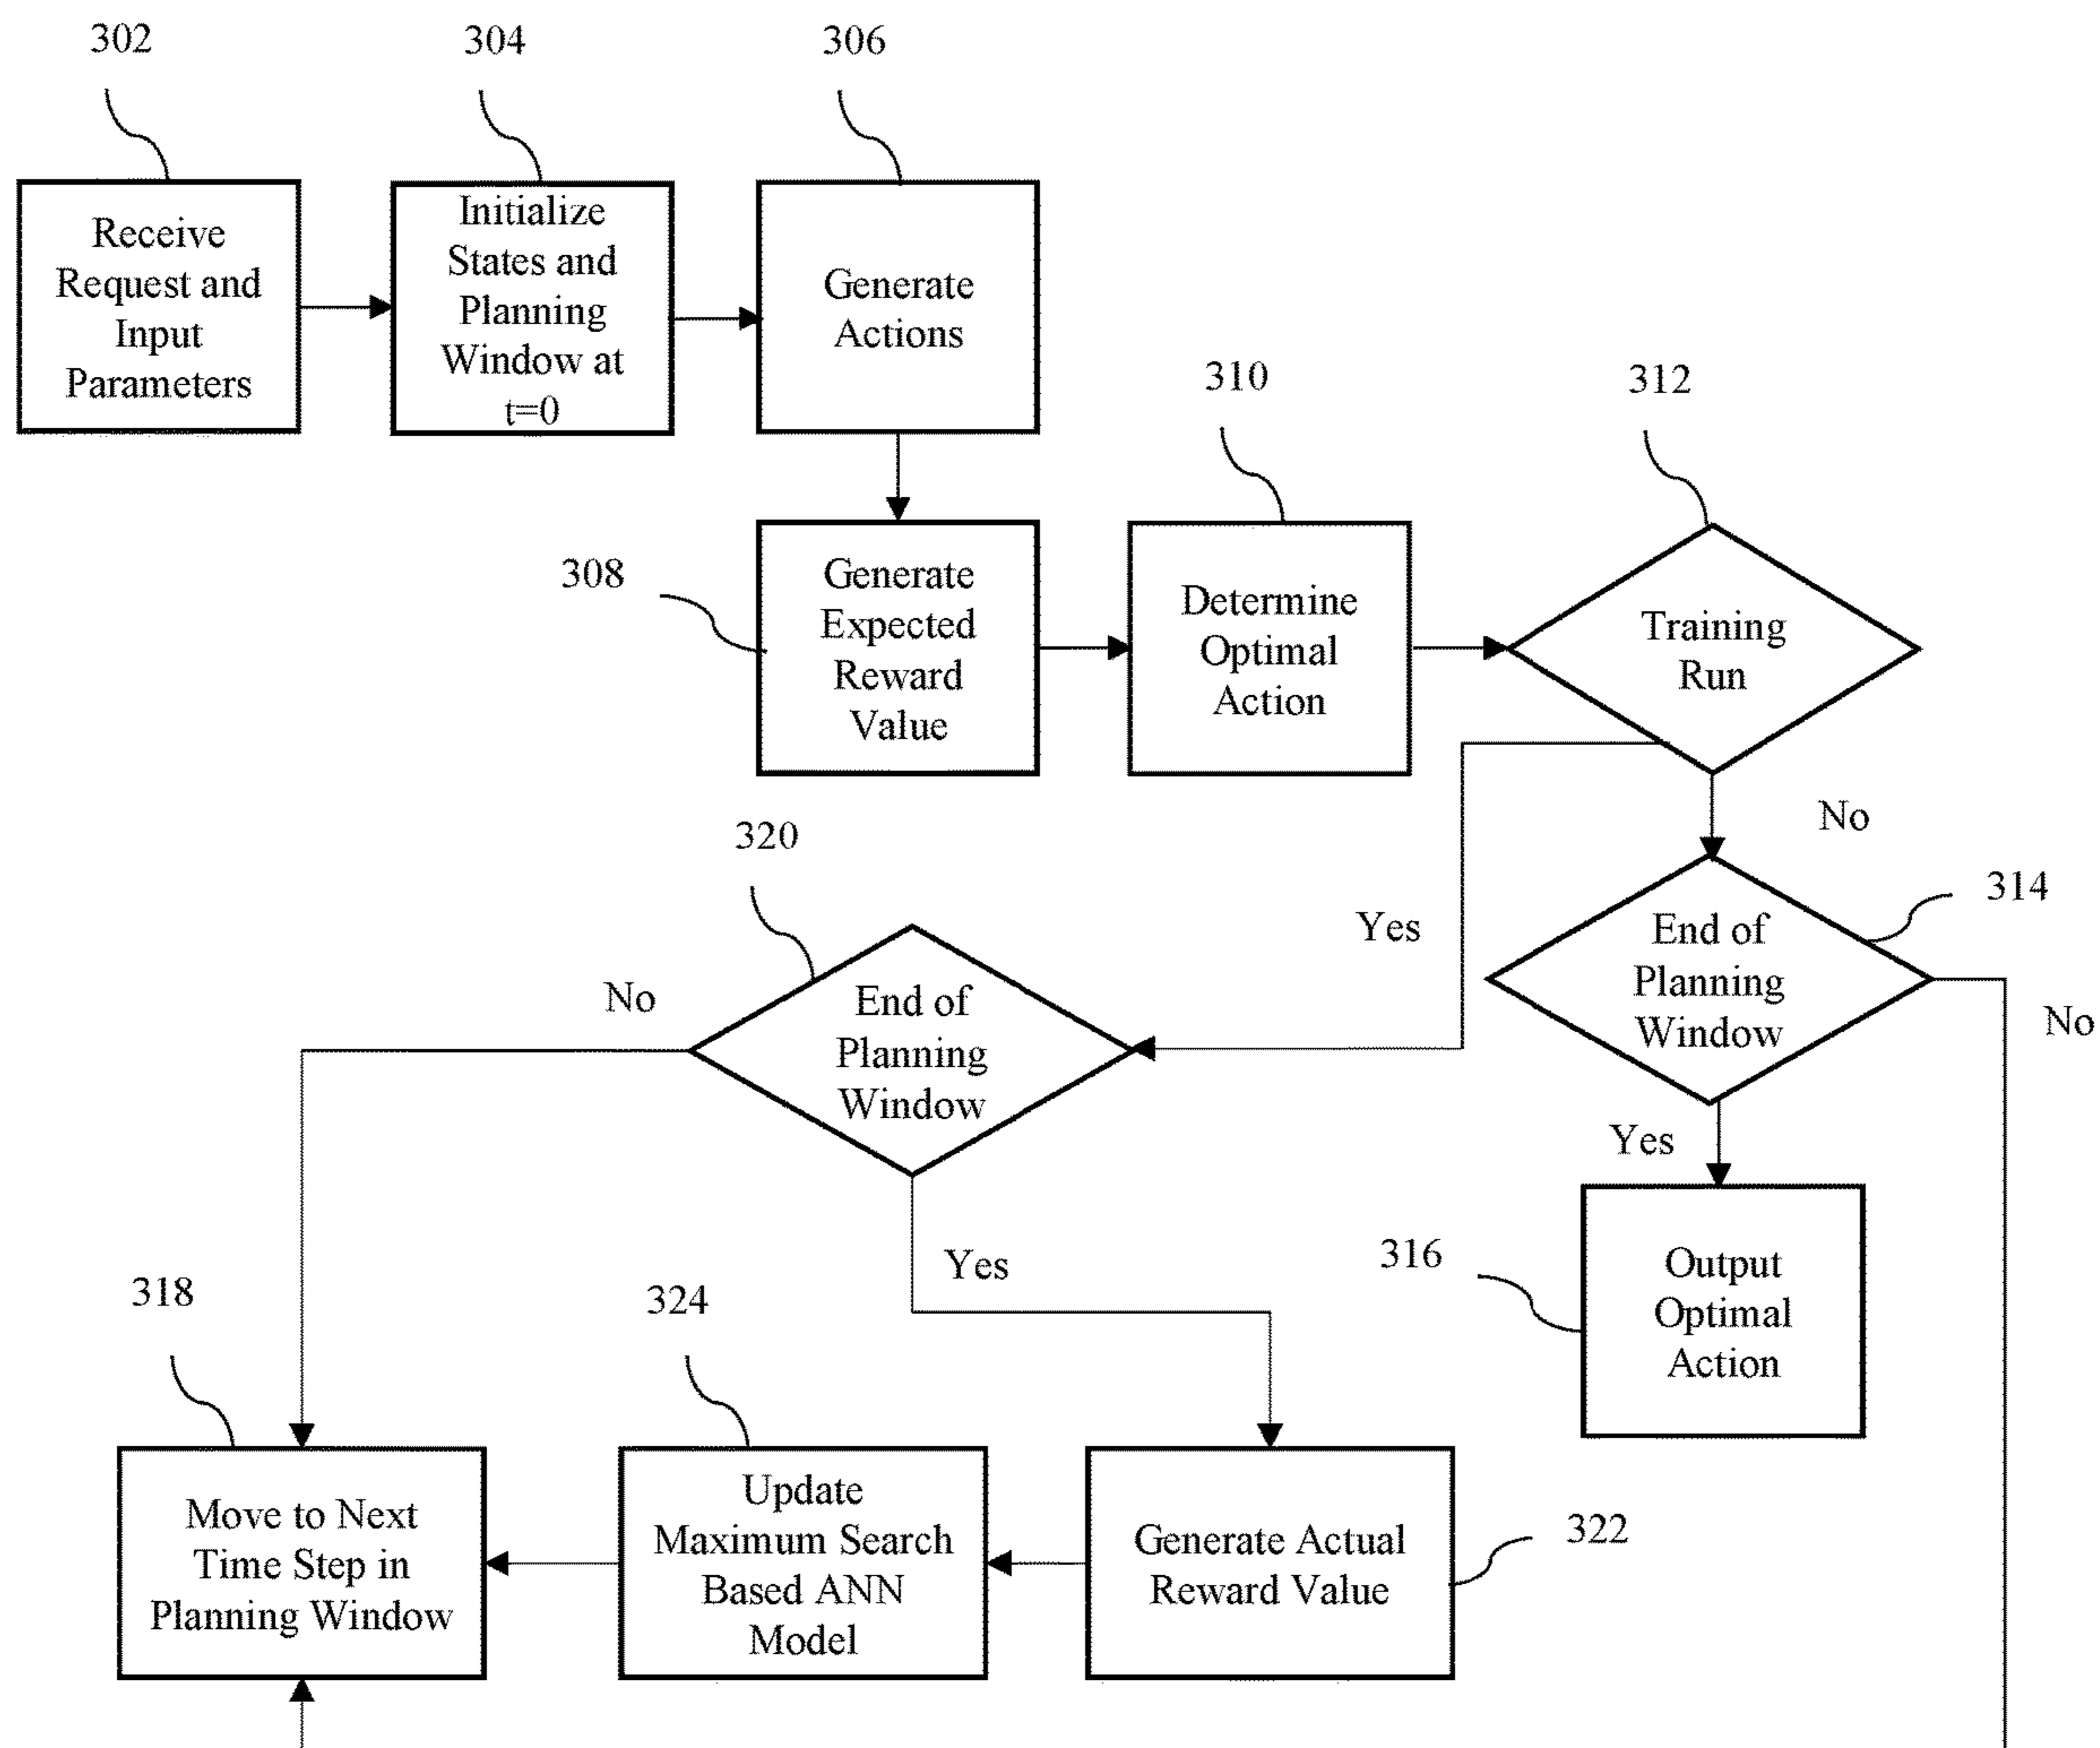 302
304
306
Receive
Request and
Input
Parameters
Initialize
States and
Planning
Window at
t=0
Generate
Actions
310
312
308
Generate
Expected
Reward
Value
Determine
Optimal
Action
Training
Run
No
320
314
Yes
End of
Planning
Window
No
No
End of
Planning
Window
Yes
Yes
316
Output
Optimal
Action
318
324
Move to Next
Time Step in
Planning Window
Update
Maximum Search
Based ANN
Model
Generate Actual
Reward Value
322